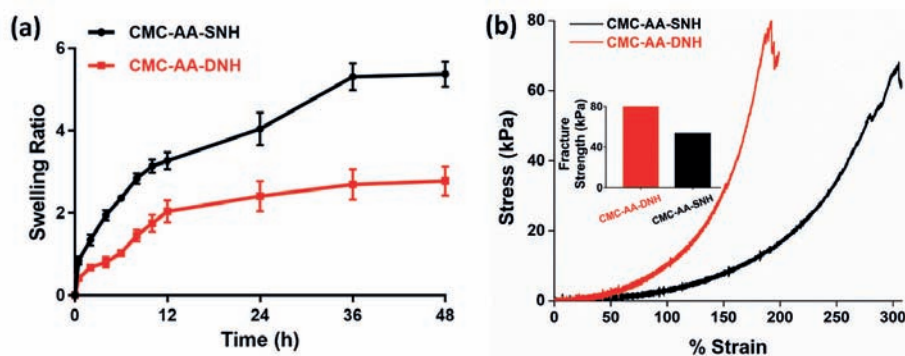 (a)
CMC-AA-SNH
CMC-AA-DNH
Swelling Ratio
6
4
2
0
0 12 24 36 48
Time (h)
(b)
CMC-AA-SNH
CMC-AA-DNH
Stress (kPa)
80
60
40
20
0
Fracture
Strength (kPa)
80
40
0
CMC-AA-DNH
CMC-AA-SNH
0 50 100 150 200 250 300
% Strain